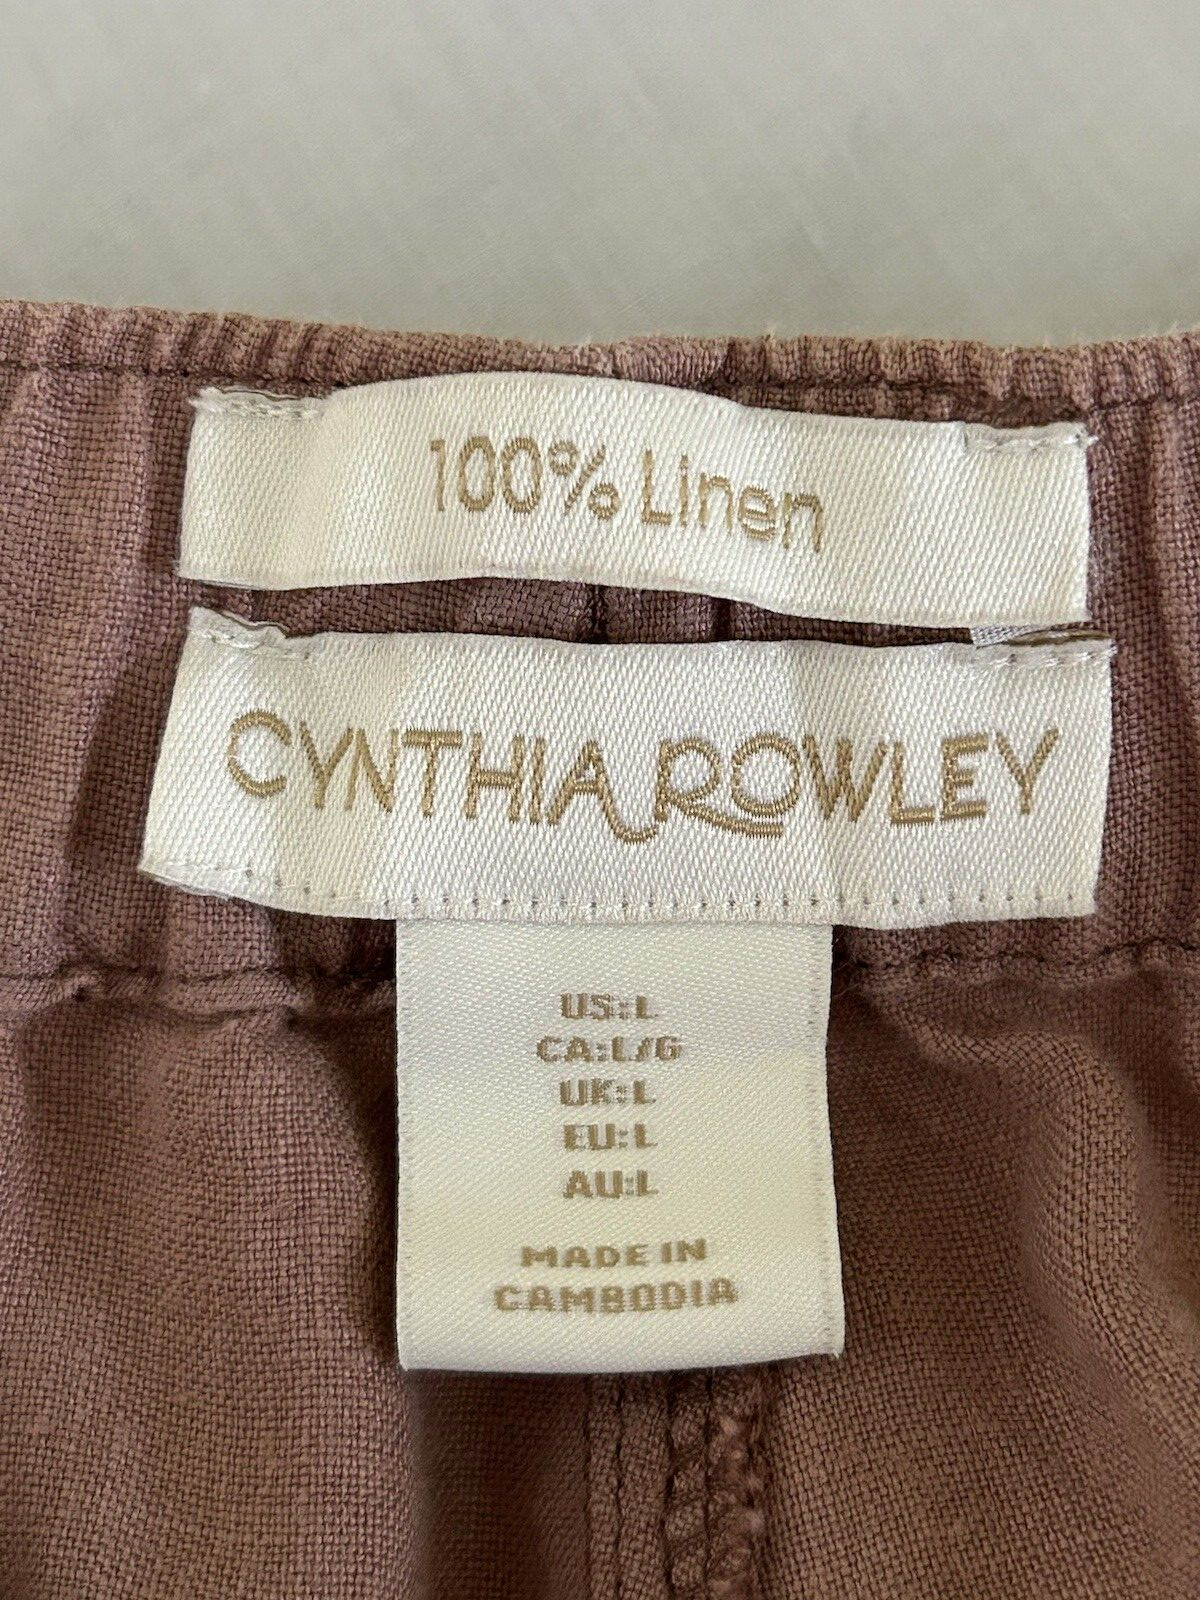 100% Linen
CYNTHIA ROWLEY
US:L
CA:L/G
UK:L
EU:L
AU:L
MADE IN
CAMBODIA